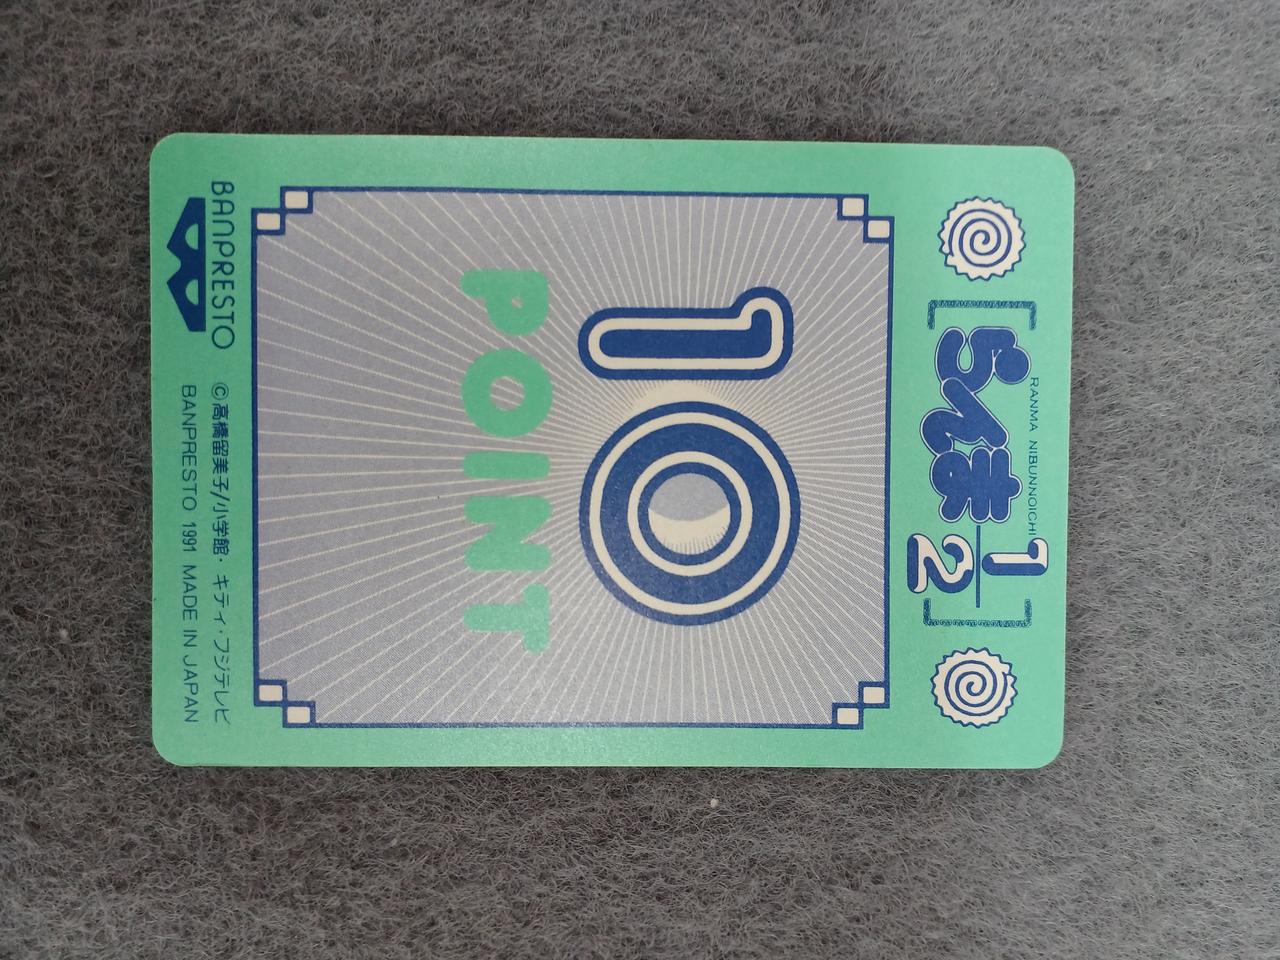 RANMA NIBUNNOICHI
[らんま1/2]
10
POINT
BANPRESTO
©高橋留美子/小学館・キティ・フジテレビ
BANPRESTO 1991 MADE IN JAPAN